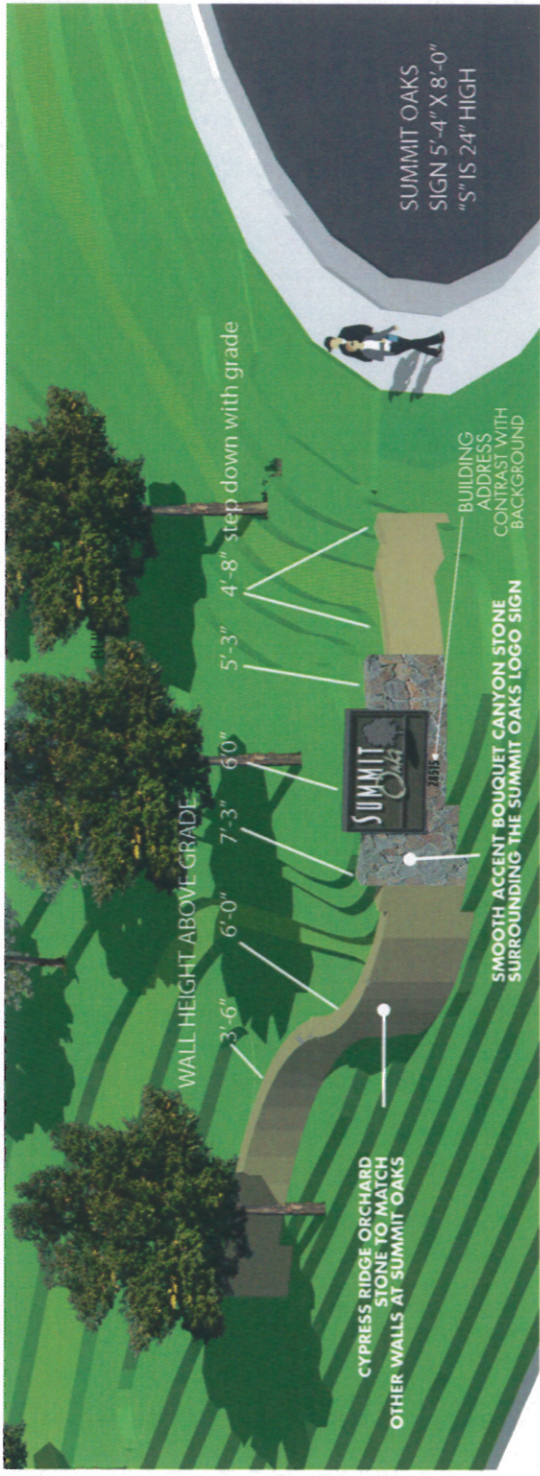 SUMMIT OAKS
SIGN 5'-4" X 8'-0"
"S" IS 24" HIGH
WALL HEIGHT ABOVE GRADE
3'-6" 6'-0" 7'-3" 6'0" 5'-3" 4'-8" step down with grade
SUMMIT
Oaks
28515
BUILDING
ADDRESS
CONTRAST WITH
BACKGROUND
CYPRESS RIDGE ORCHARD
STONE TO MATCH
OTHER WALLS AT SUMMIT OAKS
SMOOTH ACCENT BOUQUET CANYON STONE
SURROUNDING THE SUMMIT OAKS LOGO SIGN